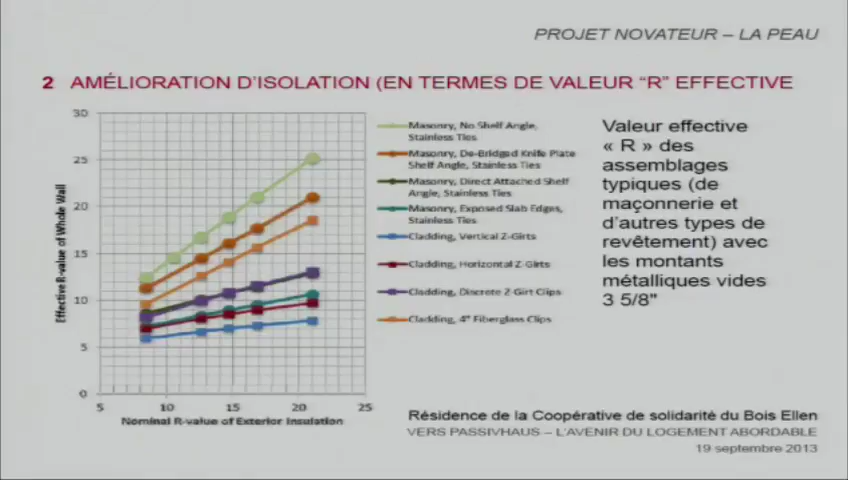 PROJET NOVATEUR – LA PEAU
2 AMÉLIORATION D'ISOLATION (EN TERMES DE VALEUR "R" EFFECTIVE
30
25
20
15
10
5
0
Effective R-value of Whole Wall
5 10 15 20 25
Nominal R-value of Exterior Insulation
Masonry, No Shelf Angle,
Stainless Ties
Masonry, De-Bridged Knife Plate
Shelf Angle, Stainless Ties
Masonry, Direct Attached Shelf
Angle, Stainless Ties
Masonry, Exposed Slab Edges,
Stainless Ties
Cladding, Vertical Z-Girts
Cladding, Horizontal Z-Girts
Cladding, Discrete Z-Girt Clips
Cladding, 4" Fiberglass Clips
Valeur effective
« R » des
assemblages
typiques (de
maçonnerie et
d'autres types de
revêtement) avec
les montants
métalliques vides
3 5/8"
Résidence de la Coopérative de solidarité du Bois Ellen
VERS PASSIVHAUS – L'AVENIR DU LOGEMENT ABORDABLE
19 septembre 2013